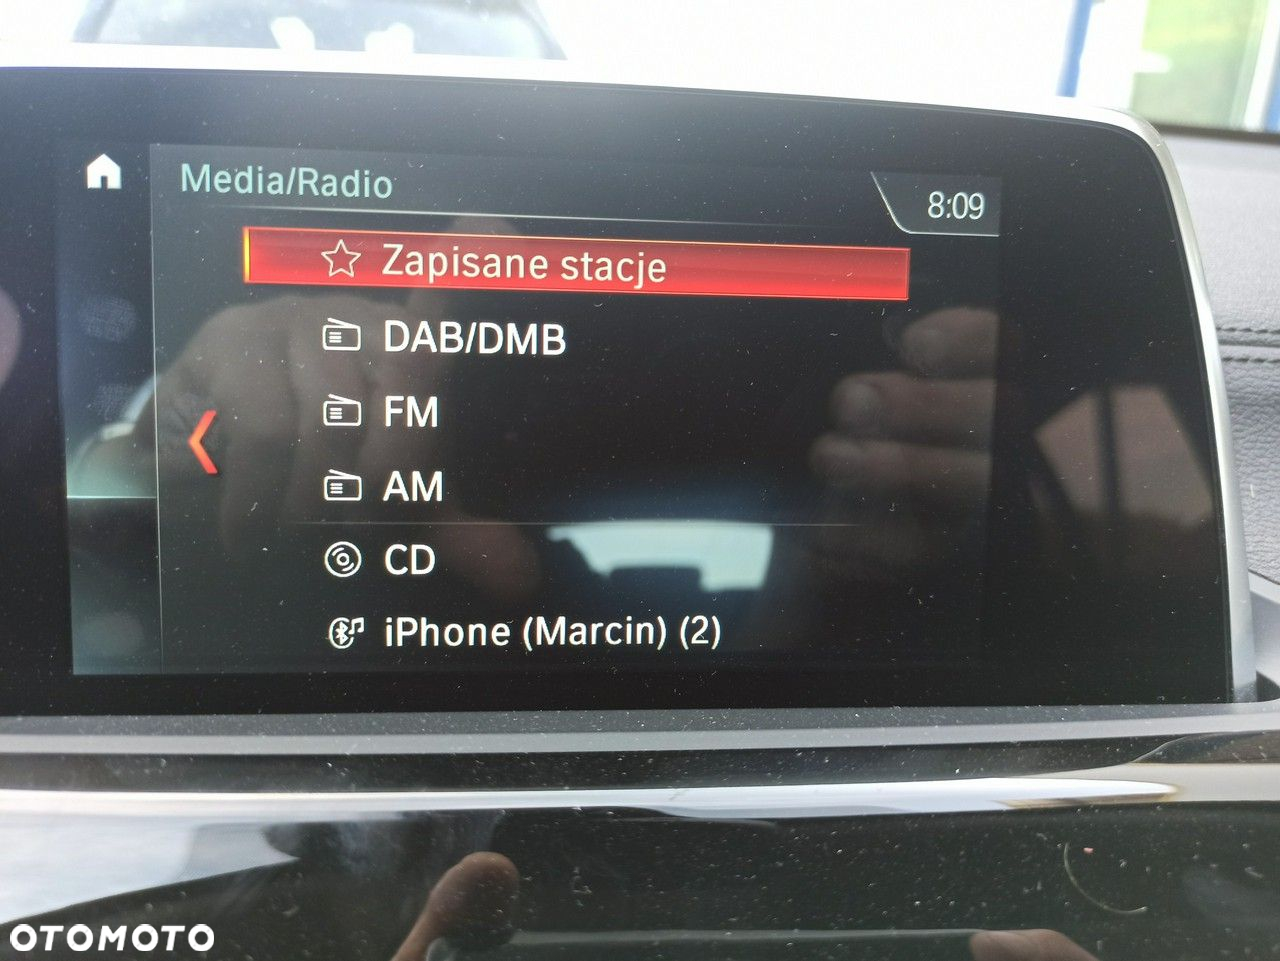 Media/Radio
8:09
Zapisane stacje
DAB/DMB
FM
AM
CD
iPhone (Marcin) (2)
OTOMOTO